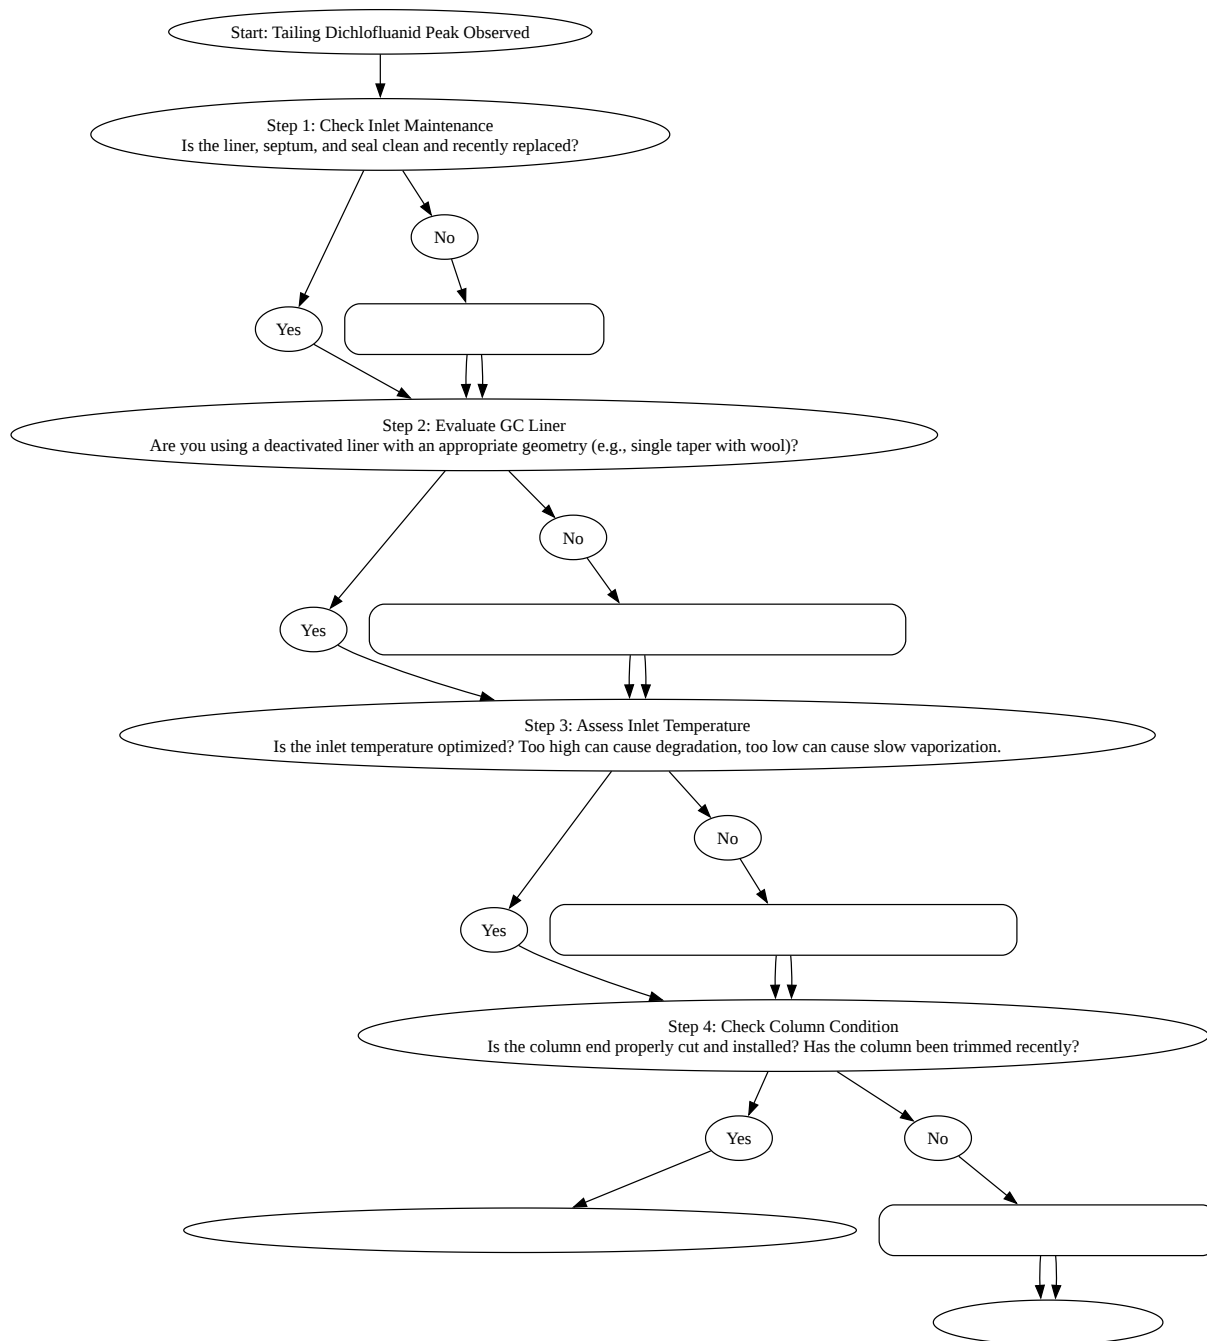 Start: Tailing Dichlofluanid Peak Observed
Step 1: Check Inlet Maintenance
Is the liner, septum, and seal clean and recently replaced?
No
Yes
Step 2: Evaluate GC Liner
Are you using a deactivated liner with an appropriate geometry (e.g., single taper with wool)?
No
Yes
Step 3: Assess Inlet Temperature
Is the inlet temperature optimized? Too high can cause degradation, too low can cause slow vaporization.
No
Yes
Step 4: Check Column Condition
Is the column end properly cut and installed? Has the column been trimmed recently?
Yes
No